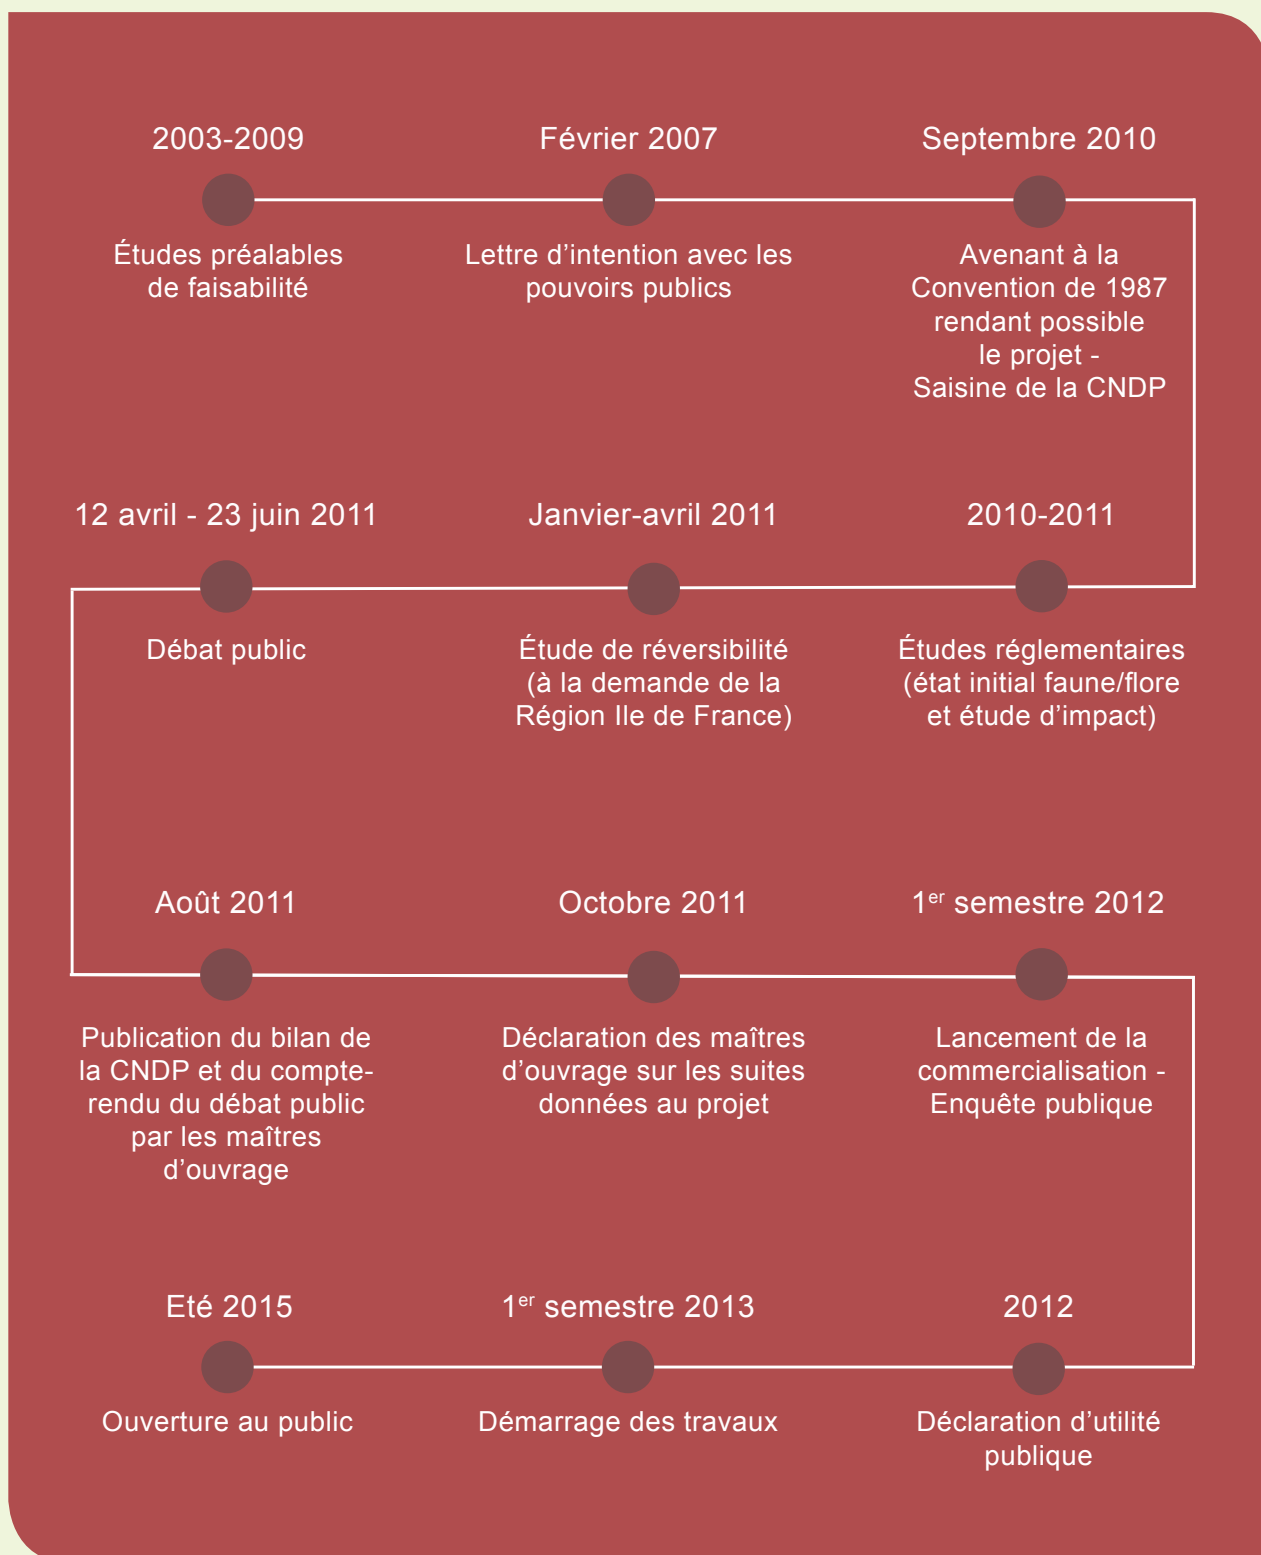 2003-2009
Études préalables
de faisabilité
Février 2007
Lettre d’intention avec les
pouvoirs publics
Septembre 2010
Avenant à la
Convention de 1987
rendant possible
le projet -
Saisine de la CNDP
2010-2011
Études réglementaires
(état initial faune/flore
et étude d’impact)
Janvier-avril 2011
Étude de réversibilité
(à la demande de la
Région Ile de France)
12 avril - 23 juin 2011
Débat public
Août 2011
Publication du bilan de
la CNDP et du compte-
rendu du débat public
par les maîtres
d’ouvrage
Octobre 2011
Déclaration des maîtres
d’ouvrage sur les suites
données au projet
1er semestre 2012
Lancement de la
commercialisation -
Enquête publique
2012
Déclaration d’utilité
publique
1er semestre 2013
Démarrage des travaux
Eté 2015
Ouverture au public